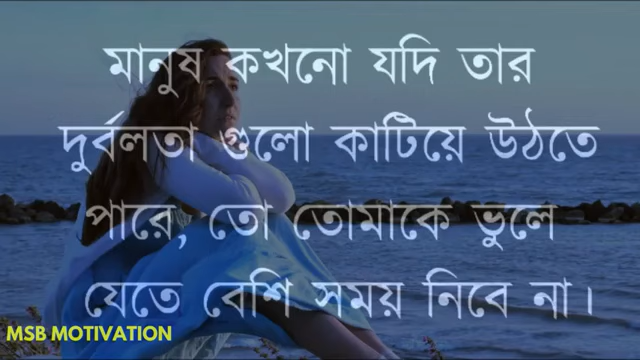 মানুষ কখনো যদি তার
দুর্বলতা গুলো কাটিয়ে উঠতে
পারে, তো তোমাকে ভুলে
যেতে বেশি সময় নিবে না।
MSB MOTIVATION